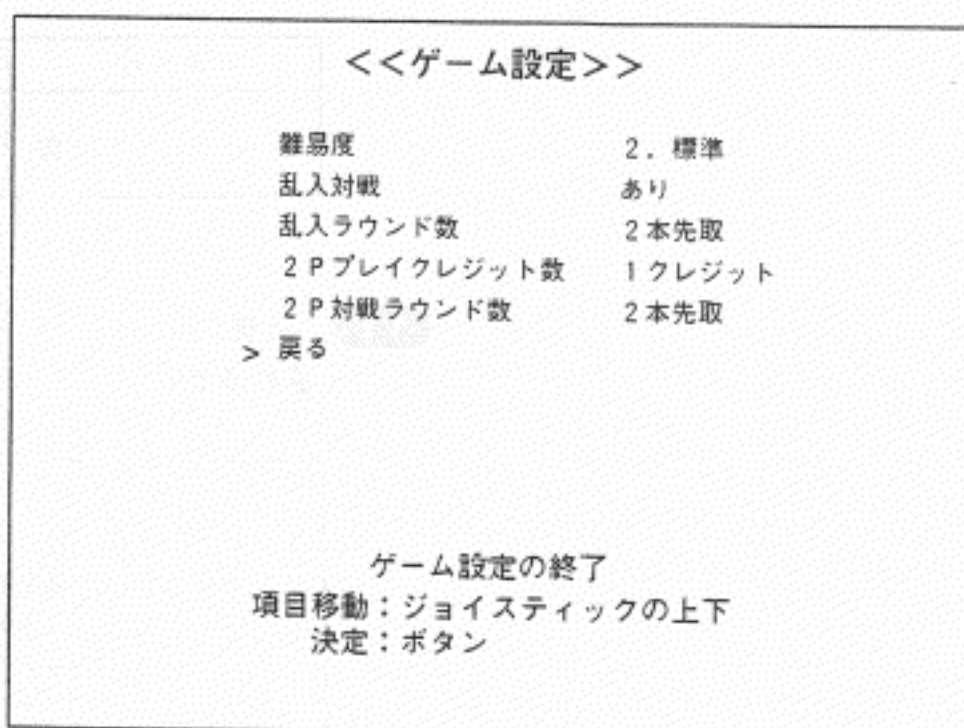 <<ゲーム設定>>
難易度 2．標準
乱入対戦 あり
乱入ラウンド数 2本先取
2Pプレイクレジット数 1クレジット
2P対戦ラウンド数 2本先取
> 戻る
ゲーム設定の終了
項目移動：ジョイスティックの上下
決定：ボタン